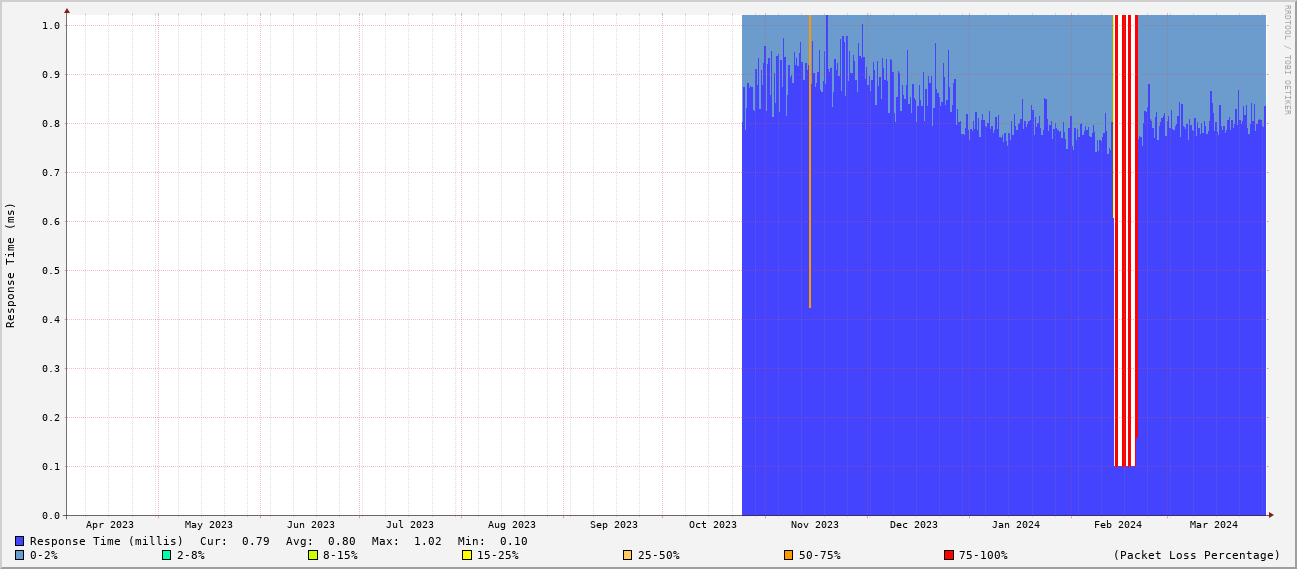 RRDTOOL / TOBI OETIKER
Response Time (ms)
1.0
0.9
0.8
0.7
0.6
0.5
0.4
0.3
0.2
0.1
0.0
Apr 2023 May 2023 Jun 2023 Jul 2023 Aug 2023 Sep 2023 Oct 2023 Nov 2023 Dec 2023 Jan 2024 Feb 2024 Mar 2024
Response Time (millis) Cur: 0.79 Avg: 0.80 Max: 1.02 Min: 0.10
0-2% 2-8% 8-15% 15-25% 25-50% 50-75% 75-100% (Packet Loss Percentage)